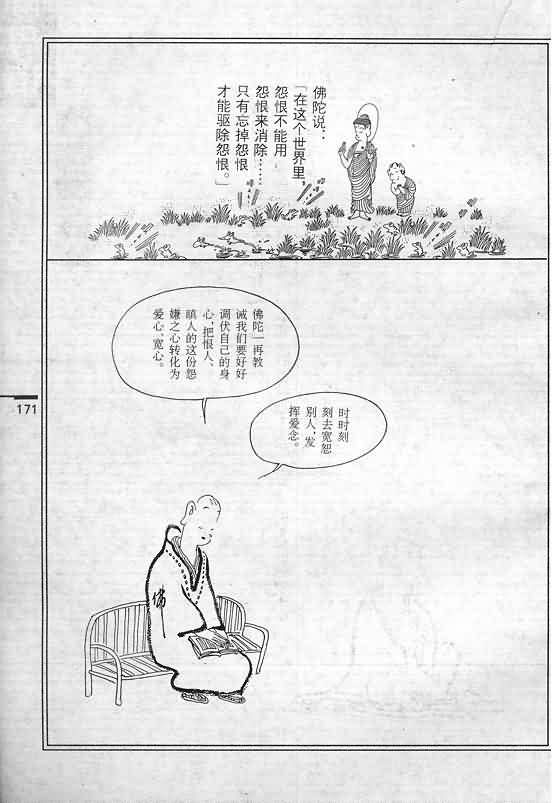 佛陀说：
「在这个世界里，
怨恨不能用
怨恨来消除……
只有忘掉怨恨
才能驱除怨恨。」
佛陀一再教
诫我们要好好
调伏自己的身
心，把恨人、
瞋人的这份怨
嫌之心转化为
爱心、宽心。
时时刻
刻去宽恕
别人，发
挥爱念。
佛
171